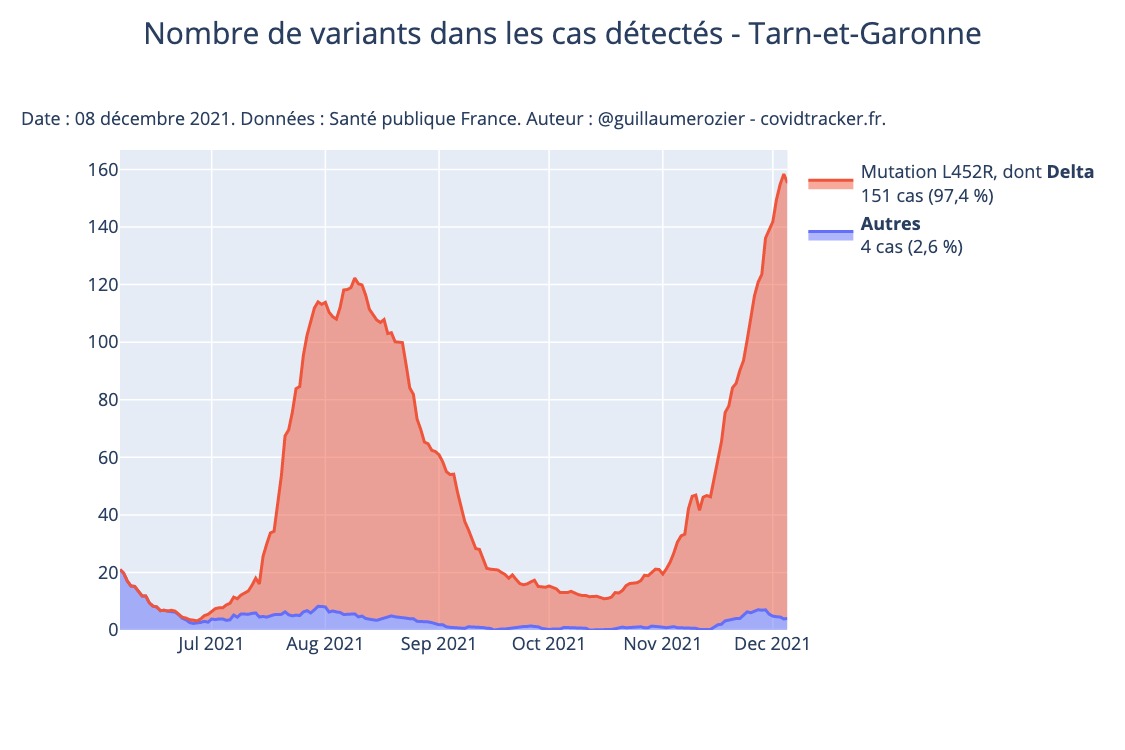 Nombre de variants dans les cas détectés - Tarn-et-Garonne
Date : 08 décembre 2021. Données : Santé publique France. Auteur : @guillaumerozier - covidtracker.fr.
160
140
120
100
80
60
40
20
0
Jul 2021
Aug 2021
Sep 2021
Oct 2021
Nov 2021
Dec 2021
Mutation L452R, dont Delta
151 cas (97,4 %)
Autres
4 cas (2,6 %)